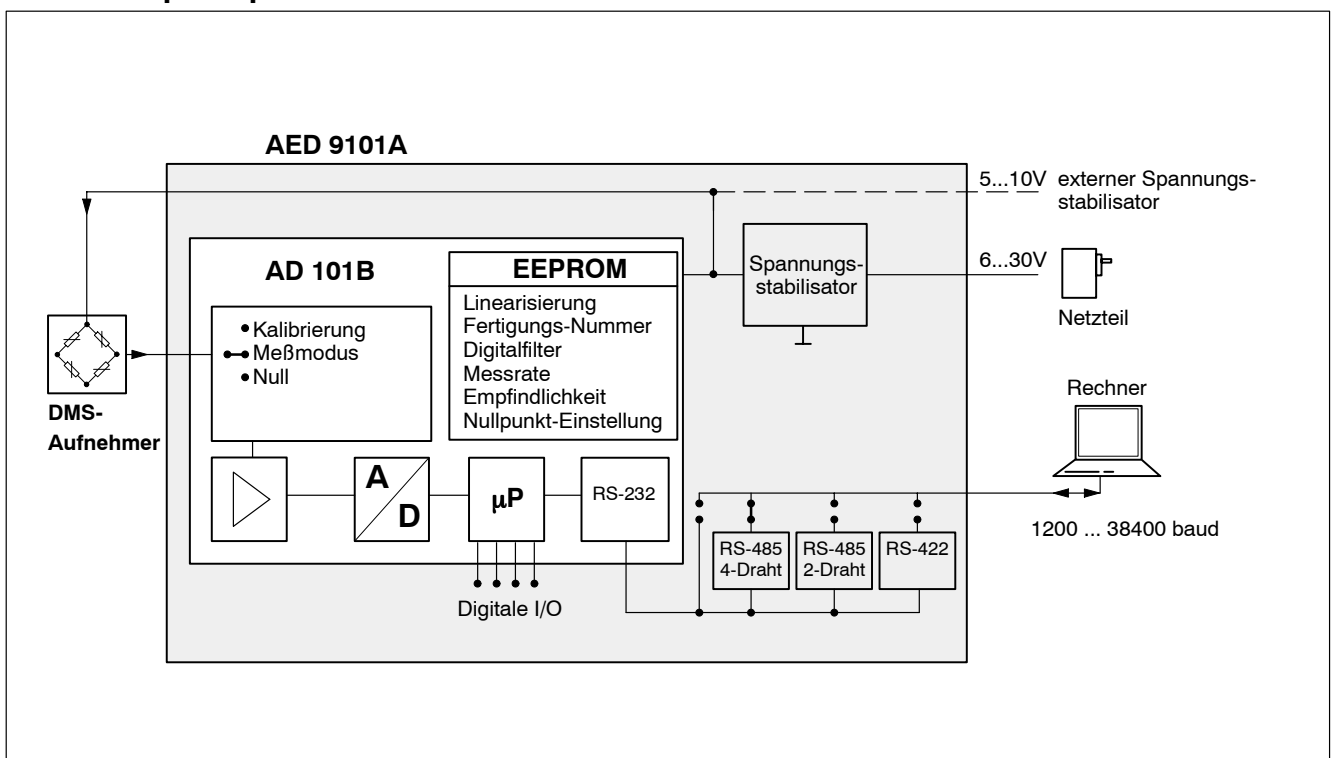 AED 9101A
5...10V externer Spannungs-
stabilisator
AD 101B
EEPROM
Linearisierung
Fertigungs-Nummer
Digitalfilter
Messrate
Empfindlichkeit
Nullpunkt-Einstellung
Kalibrierung
Meßmodus
Null
Spannungs-
stabilisator
6...30V
Netzteil
DMS-
Aufnehmer
Rechner
A
D
µP
RS-232
RS-485
4-Draht
RS-485
2-Draht
RS-422
1200 ... 38400 baud
Digitale I/O